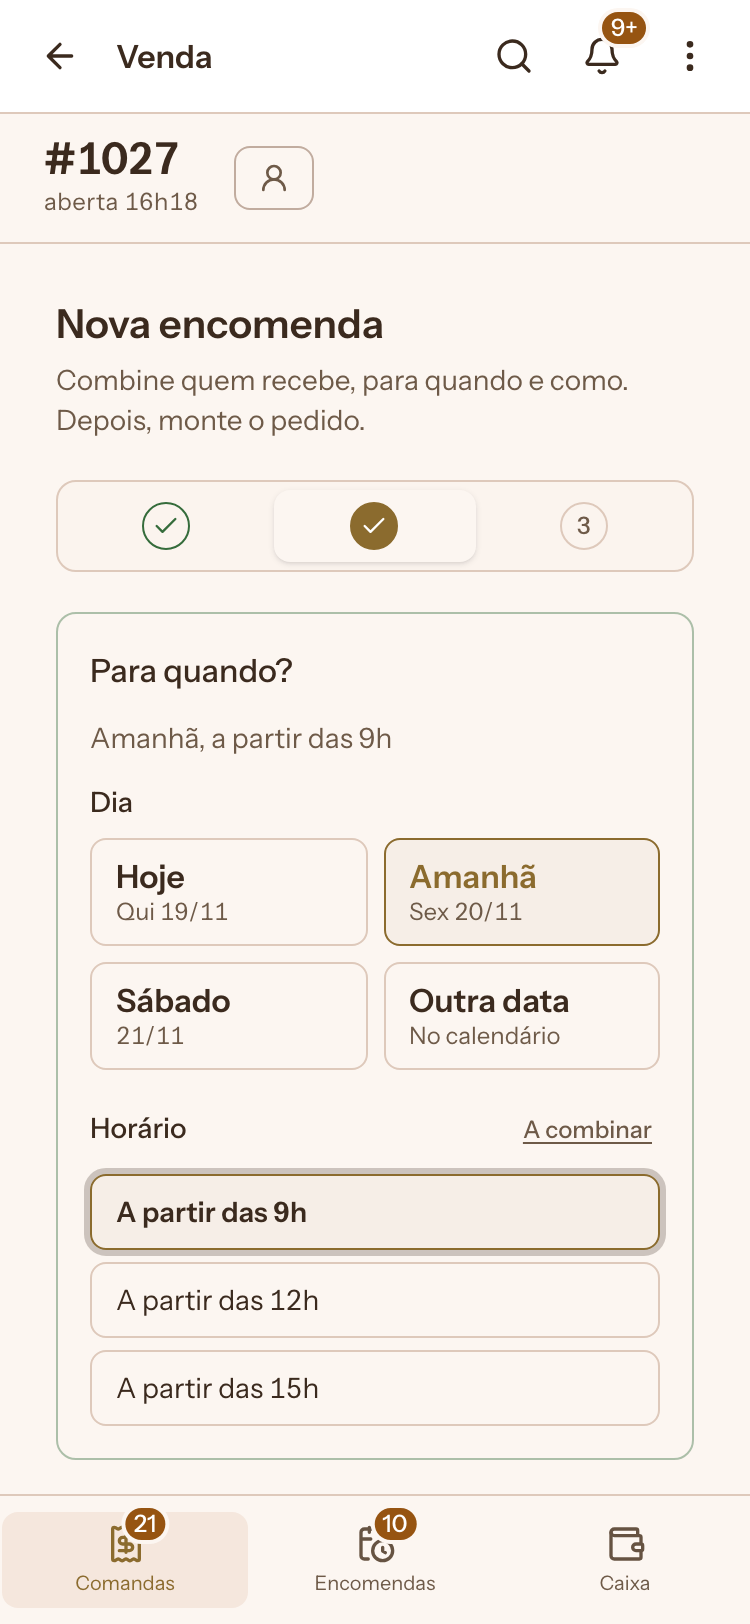 Venda
9+
#1027
aberta 16h18
Nova encomenda
Combine quem recebe, para quando e como.
Depois, monte o pedido.
3
Para quando?
Amanhã, a partir das 9h
Dia
Hoje
Qui 19/11
Amanhã
Sex 20/11
Sábado
21/11
Outra data
No calendário
Horário
A combinar
A partir das 9h
A partir das 12h
A partir das 15h
21
Comandas
10
Encomendas
Caixa